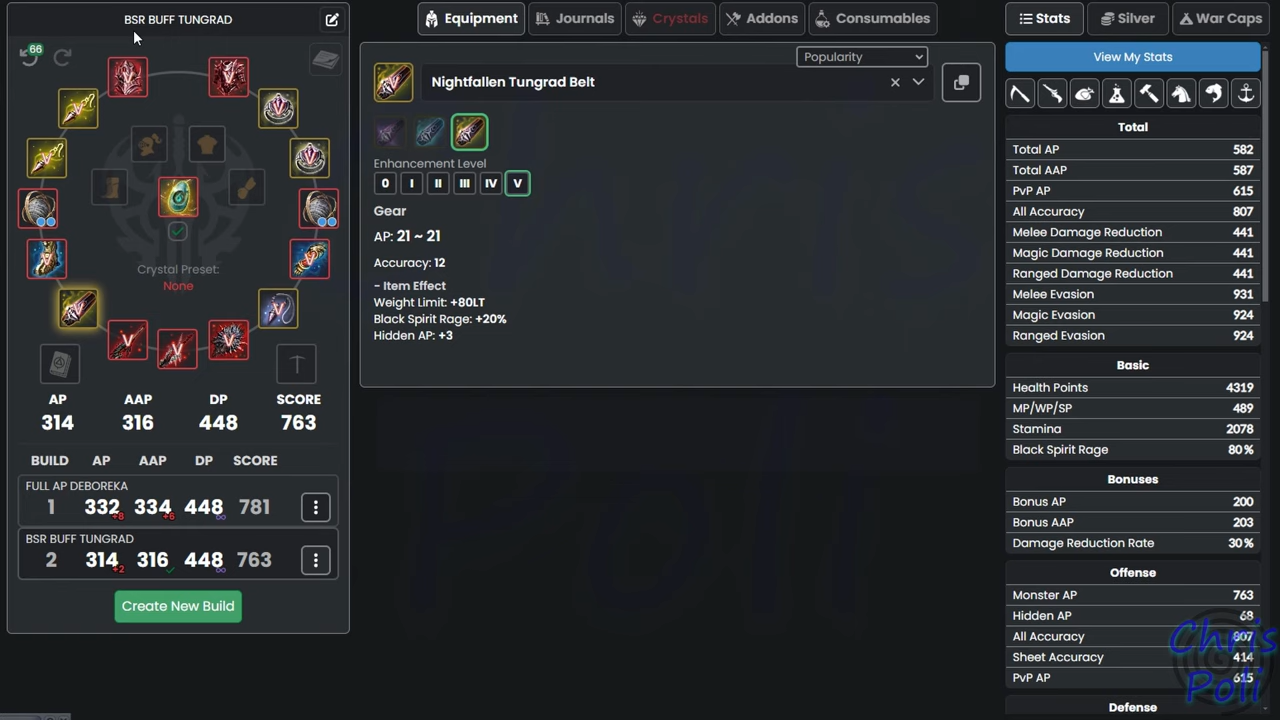 BSR BUFF TUNGRAD
66
Crystal Preset:
None
V
V
V
V
V
V
V
V
V
V
V
V
AP AAP DP SCORE
314 316 448 763
BUILD AP AAP DP SCORE
FULL AP DEBOREKA
1 332 +8 334 +6 448 ∞ 781
BSR BUFF TUNGRAD
2 314 +2 316 448 ∞ 763
Create New Build
Equipment Journals Crystals Addons Consumables
Popularity
Nightfallen Tungrad Belt
Enhancement Level
0 I II III IV V
Gear
AP: 21 ~ 21
Accuracy: 12
- Item Effect
Weight Limit: +80LT
Black Spirit Rage: +20%
Hidden AP: +3
Poli
Stats Silver War Caps
View My Stats
Total
Total AP 582
Total AAP 587
PvP AP 615
All Accuracy 807
Melee Damage Reduction 441
Magic Damage Reduction 441
Ranged Damage Reduction 441
Melee Evasion 931
Magic Evasion 924
Ranged Evasion 924
Basic
Health Points 4319
MP/WP/SP 489
Stamina 2078
Black Spirit Rage 80%
Bonuses
Bonus AP 200
Bonus AAP 203
Damage Reduction Rate 30%
Offense
Monster AP 763
Hidden AP 68
All Accuracy 807
Sheet Accuracy 414
PvP AP 615
Defense
Chris
Poli